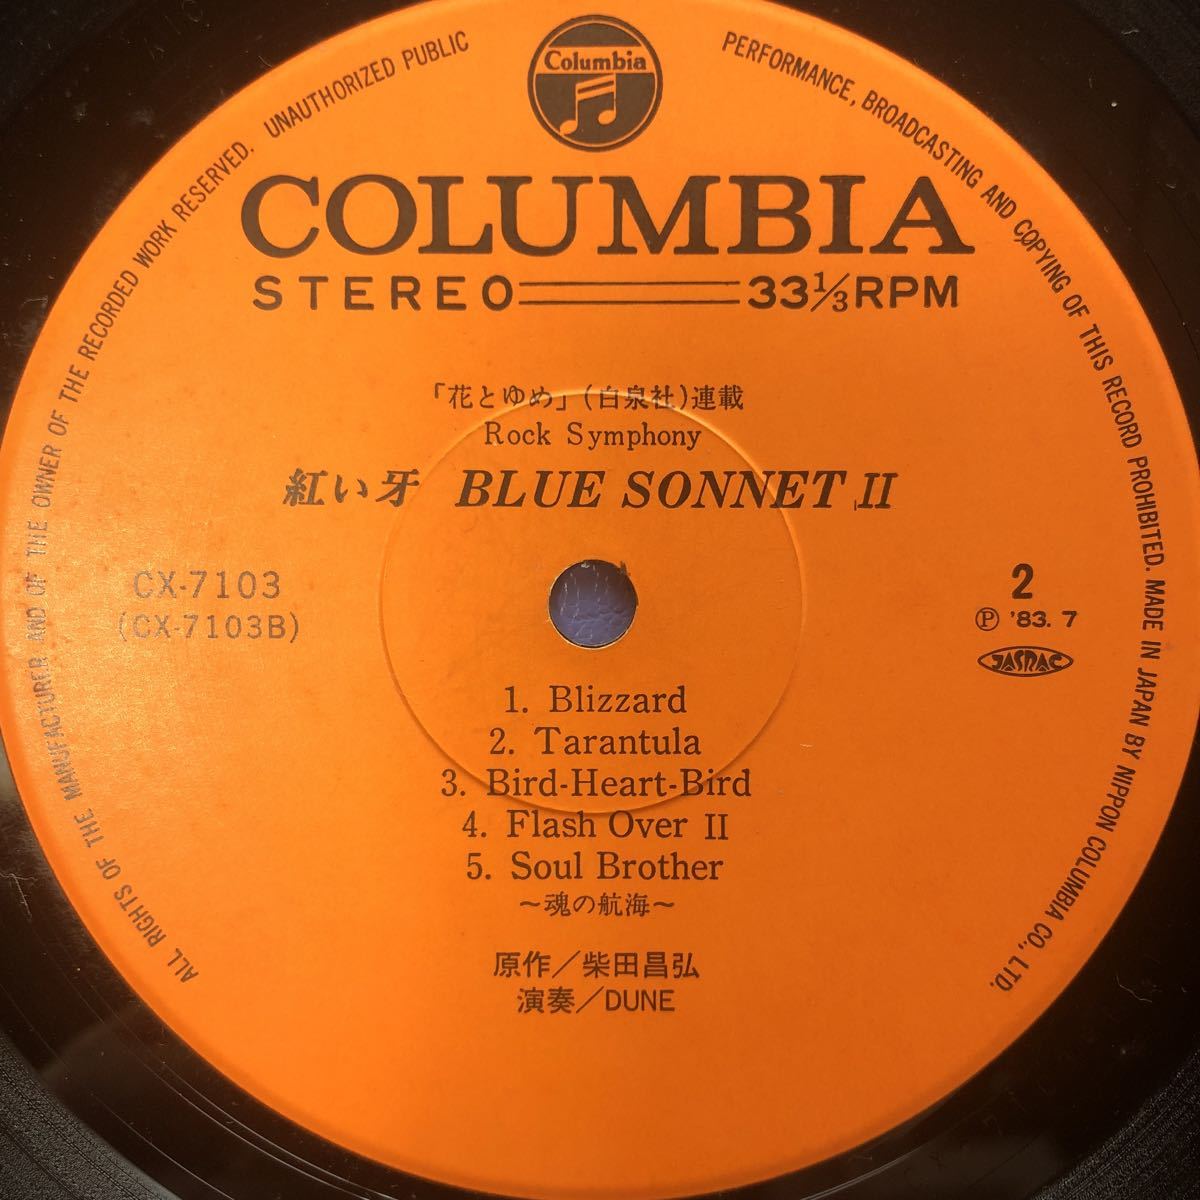 Columbia
COLUMBIA
STEREO 33⅓RPM
「花とゆめ」(白泉社)連載
Rock Symphony
紅い牙 BLUE SONNET II
CX-7103
(CX-7103B)
2
Ⓟ '83. 7
JASRAC
1. Blizzard
2. Tarantula
3. Bird-Heart-Bird
4. Flash Over II
5. Soul Brother
〜魂の航海〜
原作／柴田昌弘
演奏／DUNE
ALL RIGHTS OF THE MANUFACTURER AND OF THE OWNER OF THE RECORDED WORK RESERVED. UNAUTHORIZED PUBLIC PERFORMANCE, BROADCASTING AND COPYING OF THIS RECORD PROHIBITED. MADE IN JAPAN BY NIPPON COLUMBIA CO., LTD.